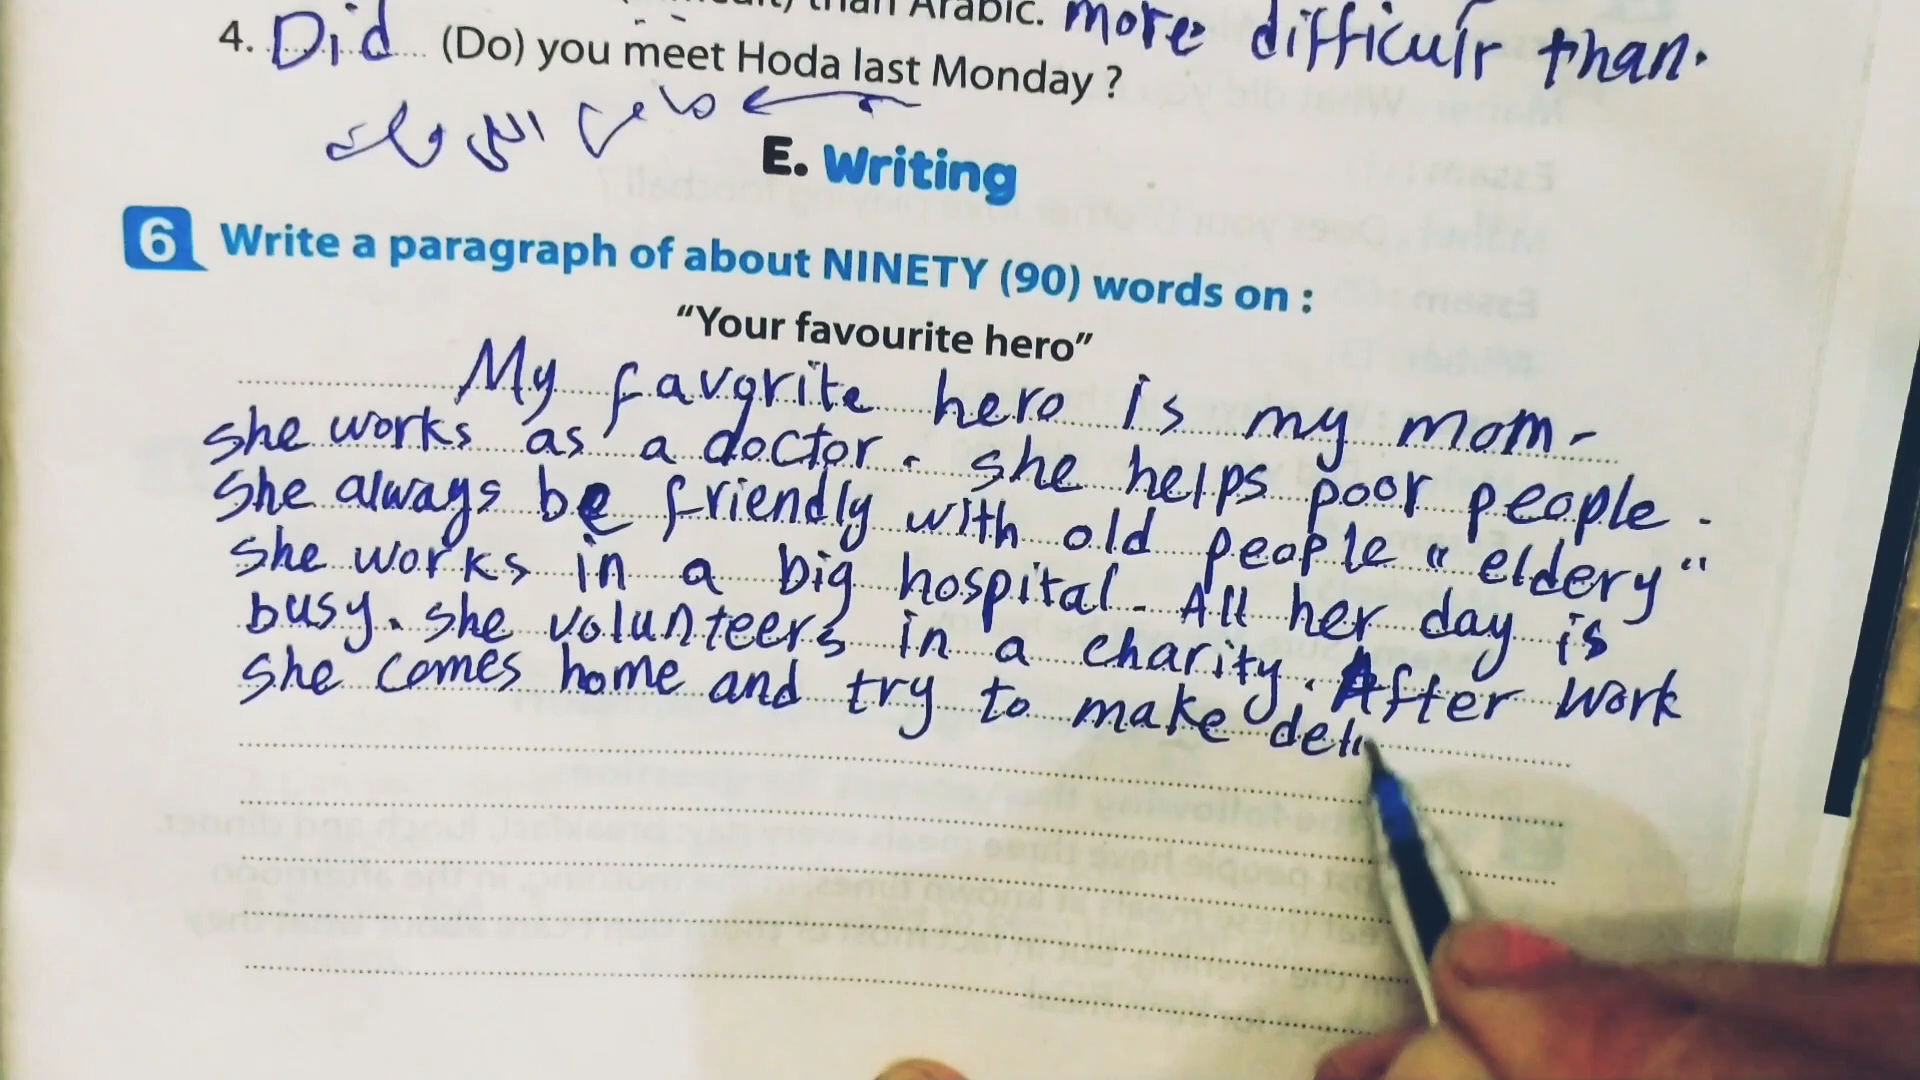 than Arabic. more difficult than.
4. Did (Do) you meet Hoda last Monday ?
ماضى
E. Writing
6 Write a paragraph of about NINETY (90) words on :
“Your favourite hero”
My favorite hero is my mom-
she works as a doctor. she helps poor people.
she always be friendly with old people " eldery "
she works in a big hospital. All her day is
busy. she volunteers in a charity. After work
she comes home and try to make deli